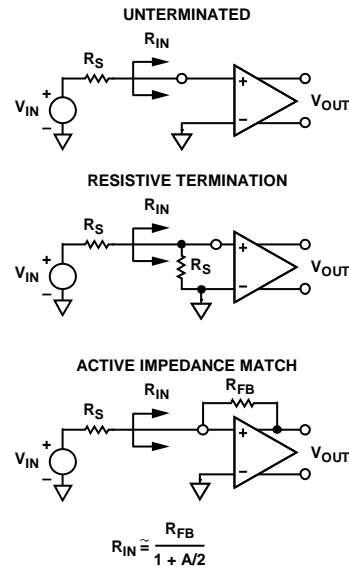 UNTERMINATED
R_IN
R_S
V_IN
+
–
+
–
V_OUT
RESISTIVE TERMINATION
R_IN
R_S
R_S
V_IN
+
–
+
–
V_OUT
ACTIVE IMPEDANCE MATCH
R_IN
R_FB
R_S
V_IN
+
–
+
–
V_OUT
R_IN ≅ R_FB / 1 + A/2